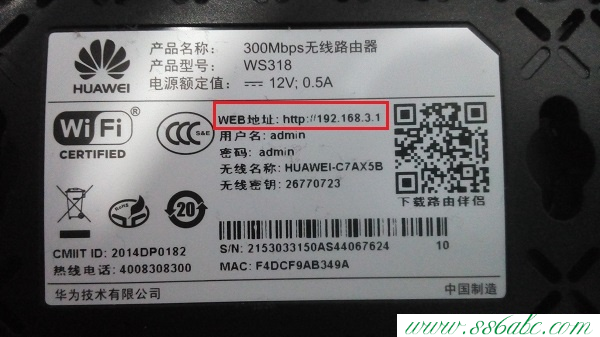 HUAWEI
产品名称: 300Mbps无线路由器
产品型号: WS318
电源额定值: ⎓ 12V; 0.5A
WiFi
CERTIFIED
CCC S&E
WEB地址: http://192.168.3.1
用户名: admin
密码: admin
无线名称: HUAWEI-C7AX5B
无线密钥: 26770723
下载路由伴侣
20
CMIIT ID: 2014DP0182
热线电话: 4008308300
S/N: 2153033150AS44067624 10
MAC: F4DCF9AB349A
华为技术有限公司 中国制造
www.886abc.com